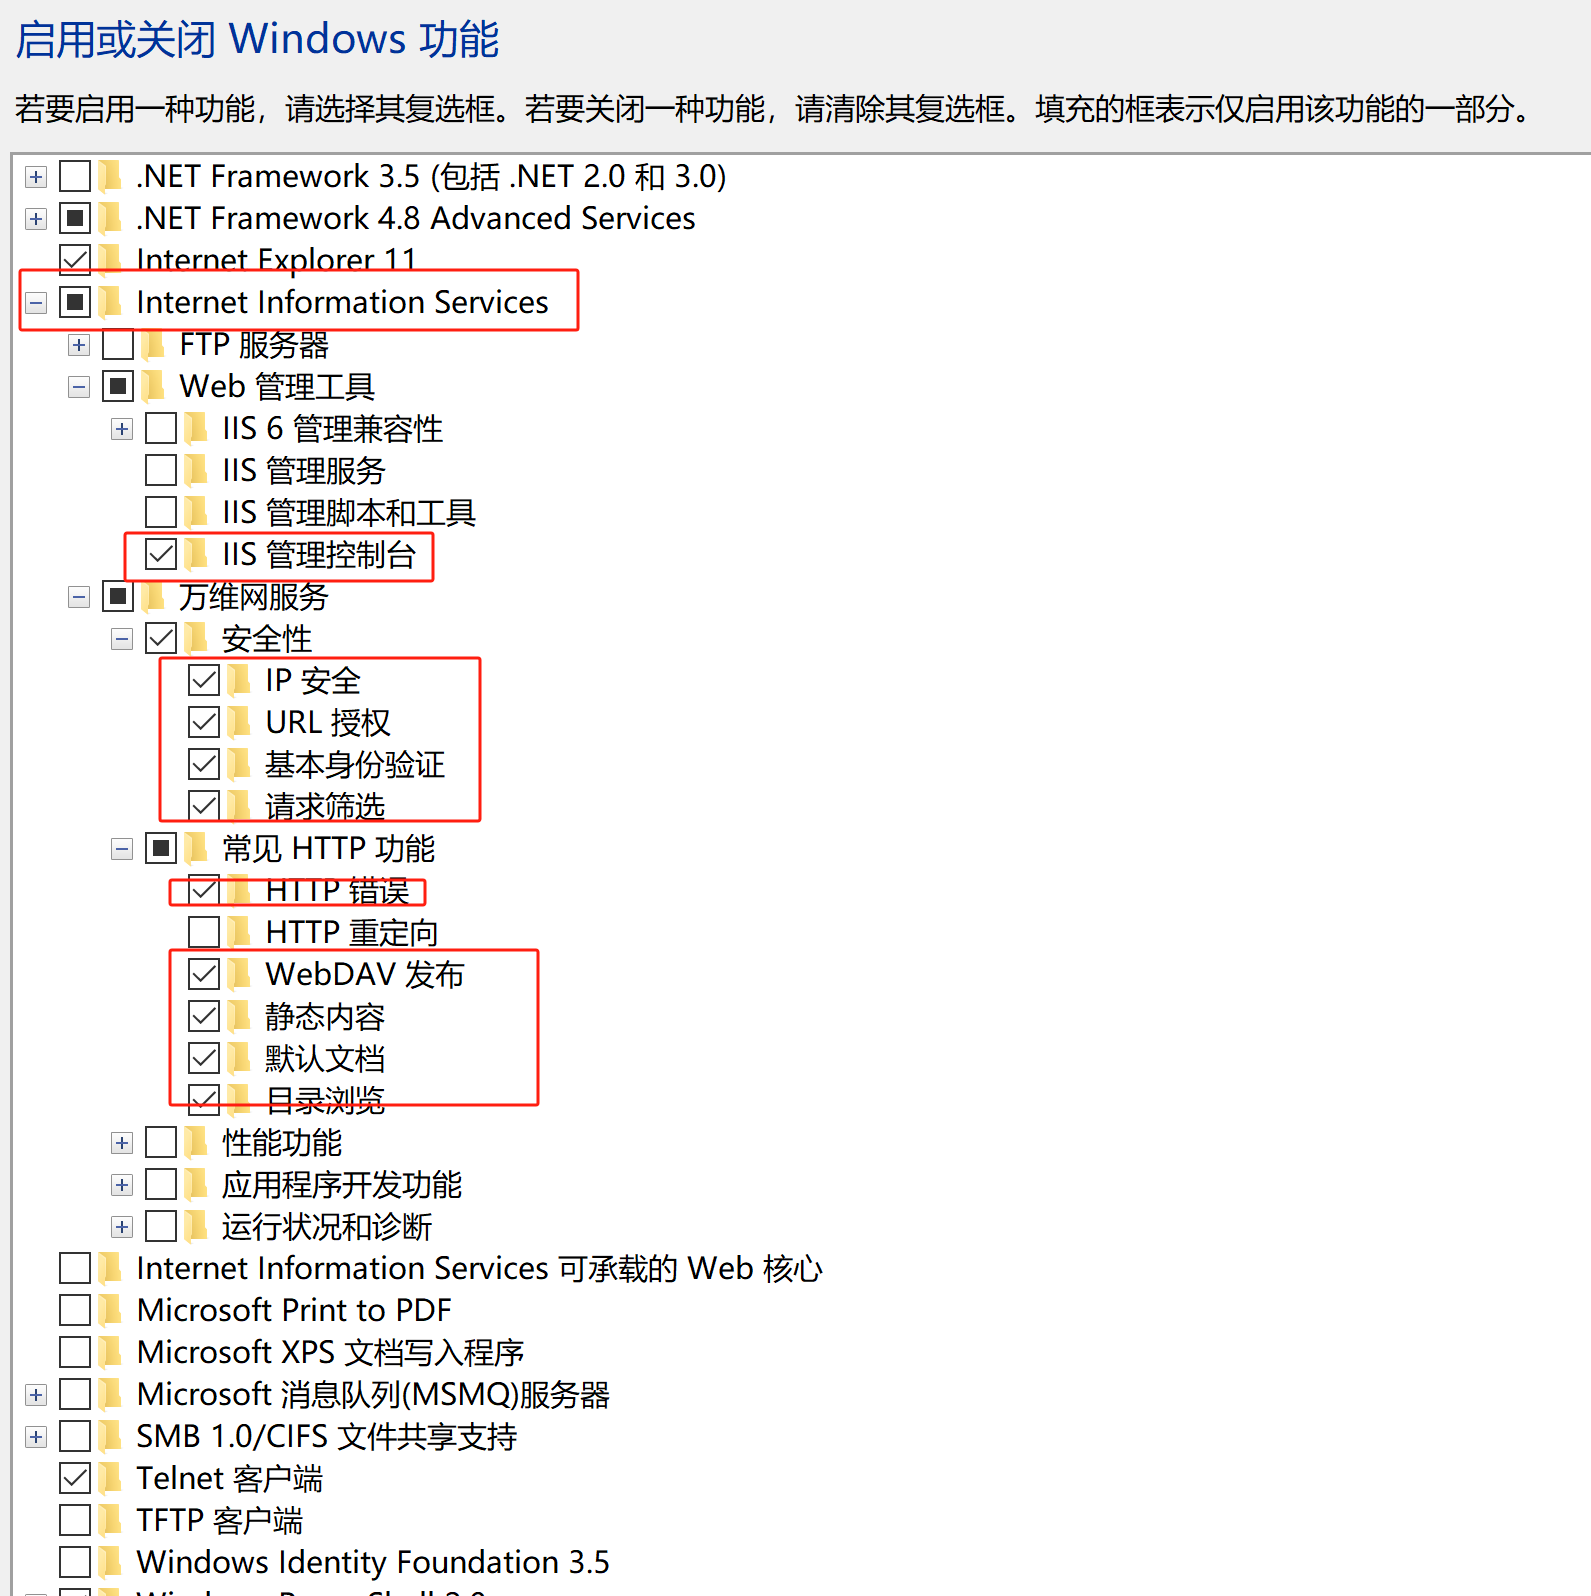 启用或关闭 Windows 功能
若要启用一种功能，请选择其复选框。若要关闭一种功能，请清除其复选框。填充的框表示仅启用该功能的一部分。
.NET Framework 3.5 (包括 .NET 2.0 和 3.0)
.NET Framework 4.8 Advanced Services
Internet Explorer 11
Internet Information Services
FTP 服务器
Web 管理工具
IIS 6 管理兼容性
IIS 管理服务
IIS 管理脚本和工具
IIS 管理控制台
万维网服务
安全性
IP 安全
URL 授权
基本身份验证
请求筛选
常见 HTTP 功能
HTTP 错误
HTTP 重定向
WebDAV 发布
静态内容
默认文档
目录浏览
性能功能
应用程序开发功能
运行状况和诊断
Internet Information Services 可承载的 Web 核心
Microsoft Print to PDF
Microsoft XPS 文档写入程序
Microsoft 消息队列(MSMQ)服务器
SMB 1.0/CIFS 文件共享支持
Telnet 客户端
TFTP 客户端
Windows Identity Foundation 3.5